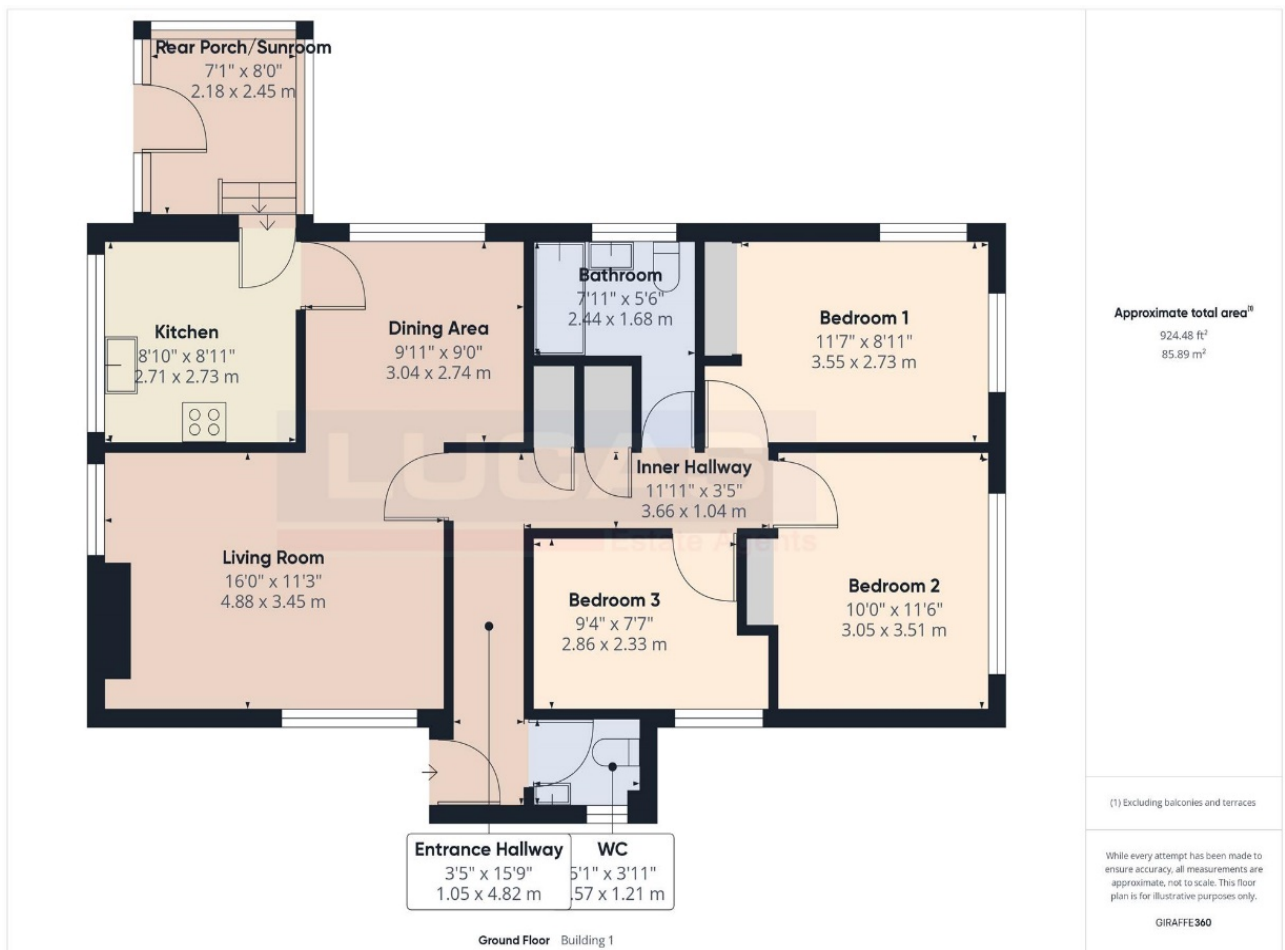 Rear Porch/Sunroom
7'1" x 8'0"
2.18 x 2.45 m
Kitchen
8'10" x 8'11"
2.71 x 2.73 m
Dining Area
9'11" x 9'0"
3.04 x 2.74 m
Bathroom
7'11" x 5'6"
2.44 x 1.68 m
Bedroom 1
11'7" x 8'11"
3.55 x 2.73 m
LUCAS
Estate Agents
Inner Hallway
11'11" x 3'5"
3.66 x 1.04 m
Living Room
16'0" x 11'3"
4.88 x 3.45 m
Bedroom 3
9'4" x 7'7"
2.86 x 2.33 m
Bedroom 2
10'0" x 11'6"
3.05 x 3.51 m
Entrance Hallway
3'5" x 15'9"
1.05 x 4.82 m
WC
5'1" x 3'11"
.57 x 1.21 m
Ground Floor Building 1
Approximate total area(1)
924.48 ft²
85.89 m²
(1) Excluding balconies and terraces
While every attempt has been made to
ensure accuracy, all measurements are
approximate, not to scale. This floor
plan is for illustrative purposes only.
GIRAFFE360